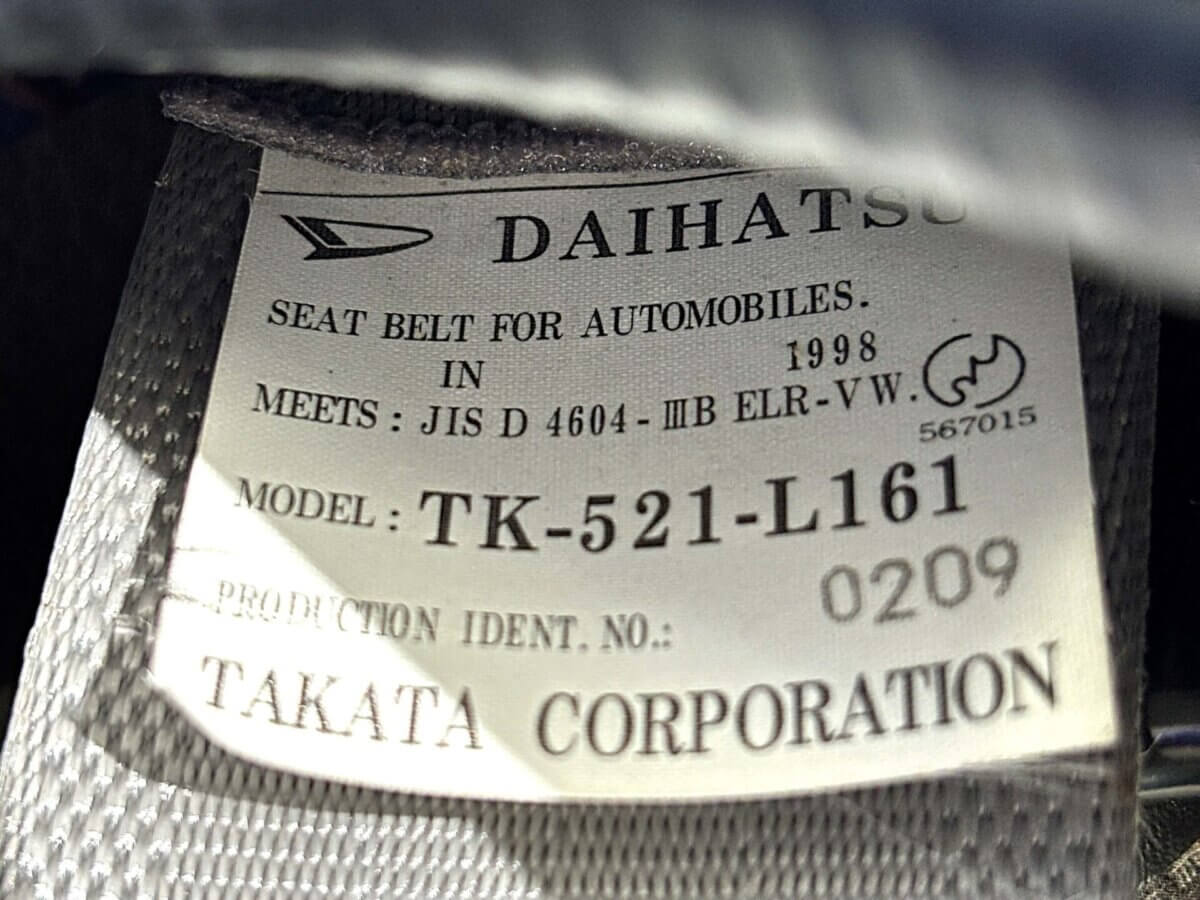 DAIHATSU
SEAT BELT FOR AUTOMOBILES.
IN 1998
MEETS : JIS D 4604 - ⅢB ELR-VW.
567015
MODEL : TK-521-L161
0209
PRODUCTION IDENT. NO.:
TAKATA CORPORATION